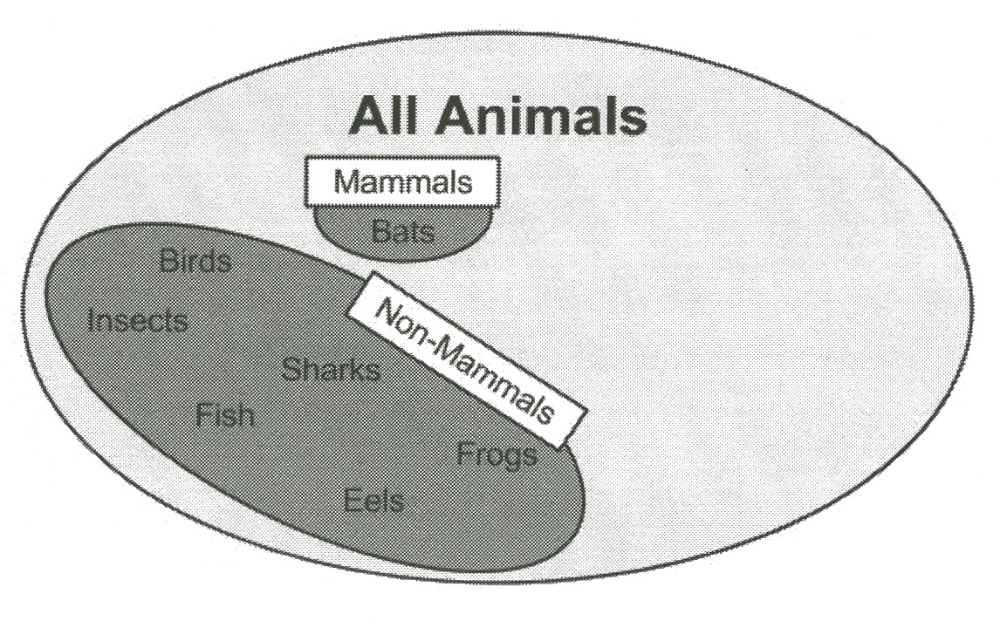 All Animals
Mammals
Bats
Birds
Non-Mammals
Insects
Sharks
Fish
Frogs
Eels